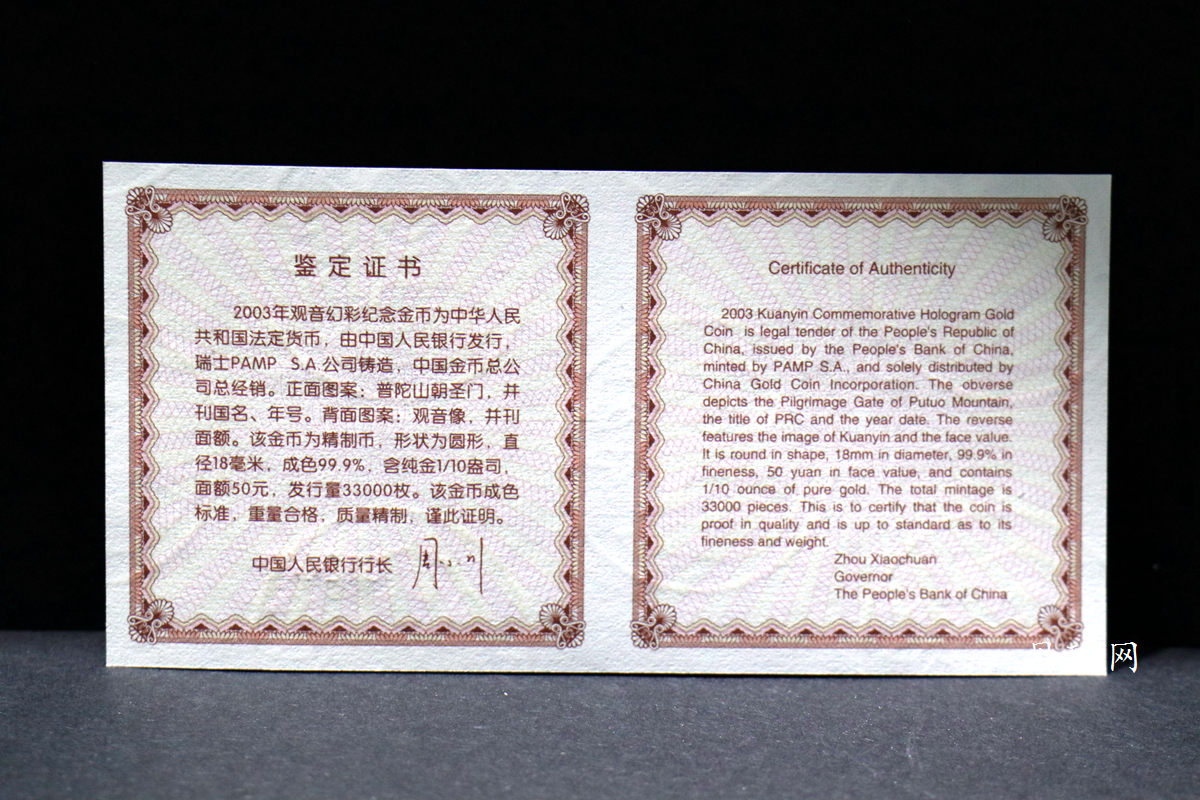 鉴定证书
2003年观音幻彩纪念金币为中华人民
共和国法定货币，由中国人民银行发行，
瑞士PAMP S.A.公司铸造，中国金币总公
司总经销。正面图案：普陀山朝圣门，并
刊国名、年号。背面图案：观音像，并刊
面额。该金币为精制币，形状为圆形，直
径18毫米，成色99.9%，含纯金1/10盎司，
面额50元，发行量33000枚。该金币成色
标准，重量合格，质量精制，谨此证明。
中国人民银行行长
Certificate of Authenticity
2003 Kuanyin Commemorative Hologram Gold
Coin is legal tender of the People's Republic of
China, issued by the People's Bank of China,
minted by PAMP S.A., and solely distributed by
China Gold Coin Incorporation. The obverse
depicts the Pilgrimage Gate of Putuo Mountain,
the title of PRC and the year date. The reverse
features the image of Kuanyin and the face value.
It is round in shape, 18mm in diameter, 99.9% in
fineness, 50 yuan in face value, and contains
1/10 ounce of pure gold. The total mintage is
33000 pieces. This is to certify that the coin is
proof in quality and is up to standard as to its
fineness and weight.
Zhou Xiaochuan
Governor
The People's Bank of China
网